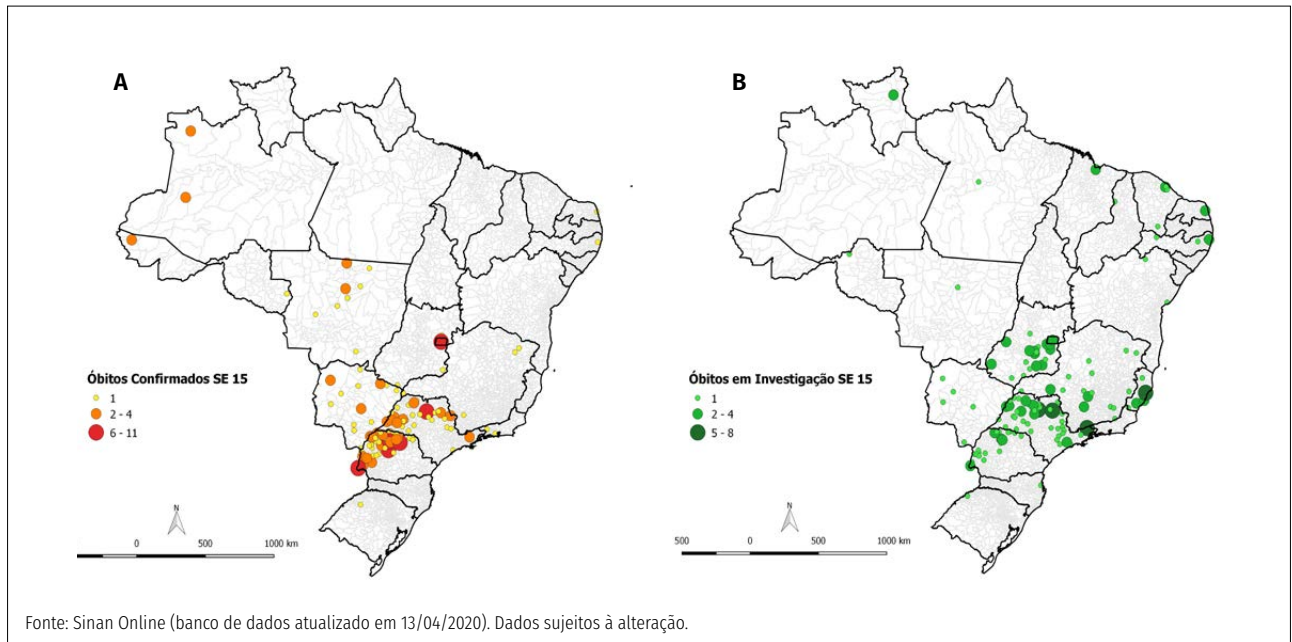 A
Óbitos Confirmados SE 15
1
2 - 4
6 - 11
N
0 500 1000 km
B
Óbitos em Investigação SE 15
1
2 - 4
5 - 8
N
500 0 500 1000 km
Fonte: Sinan Online (banco de dados atualizado em 13/04/2020). Dados sujeitos à alteração.